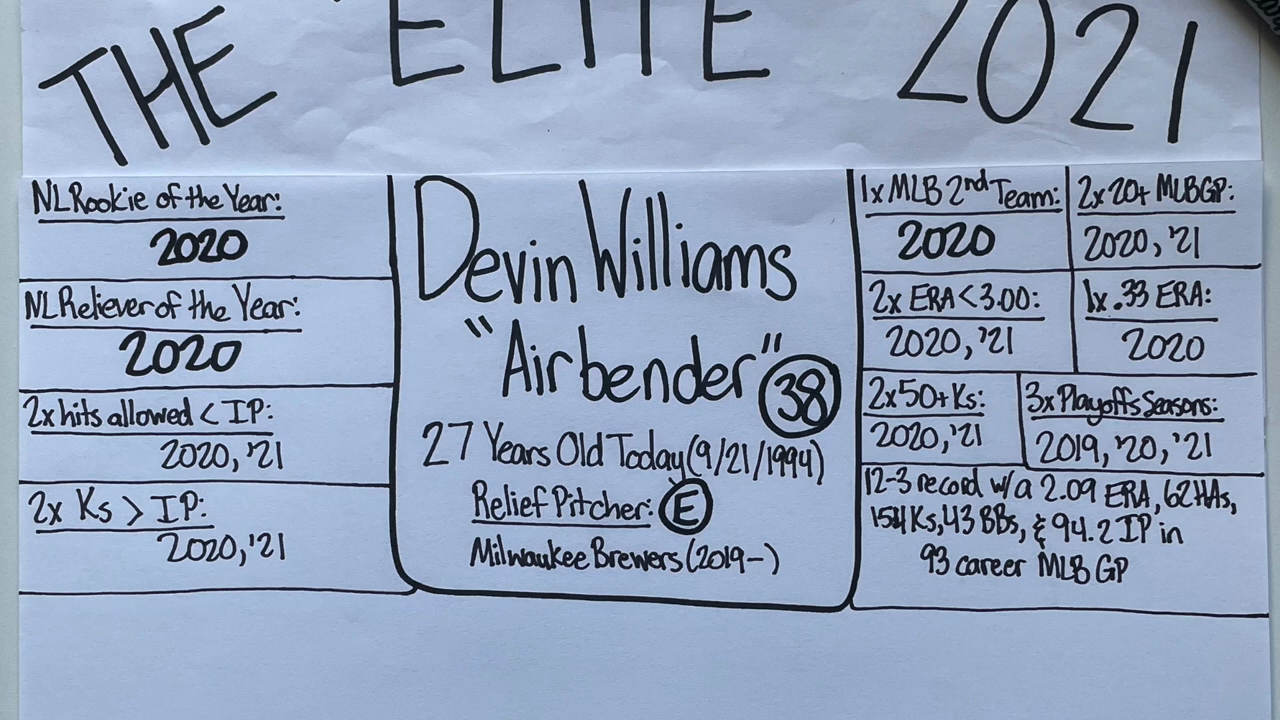 THE ELITE 2021
NL Rookie of the Year:
2020
NL Reliever of the Year:
2020
2x hits allowed < IP:
2020, '21
2x Ks > IP:
2020, '21
Devin Williams
"Airbender" 38
27 Years Old Today (9/21/1994)
Relief Pitcher: E
Milwaukee Brewers (2019-)
1x MLB 2nd Team:
2020
2x 20+ MLB GP:
2020, '21
2x ERA < 3.00:
2020, '21
1x .33 ERA:
2020
2x 50+ Ks:
2020, '21
3x Playoffs Seasons:
2019, '20, '21
12-3 record w/a 2.09 ERA, 62 HAs,
154 Ks, 43 BBs, & 94.2 IP in
93 career MLB GP